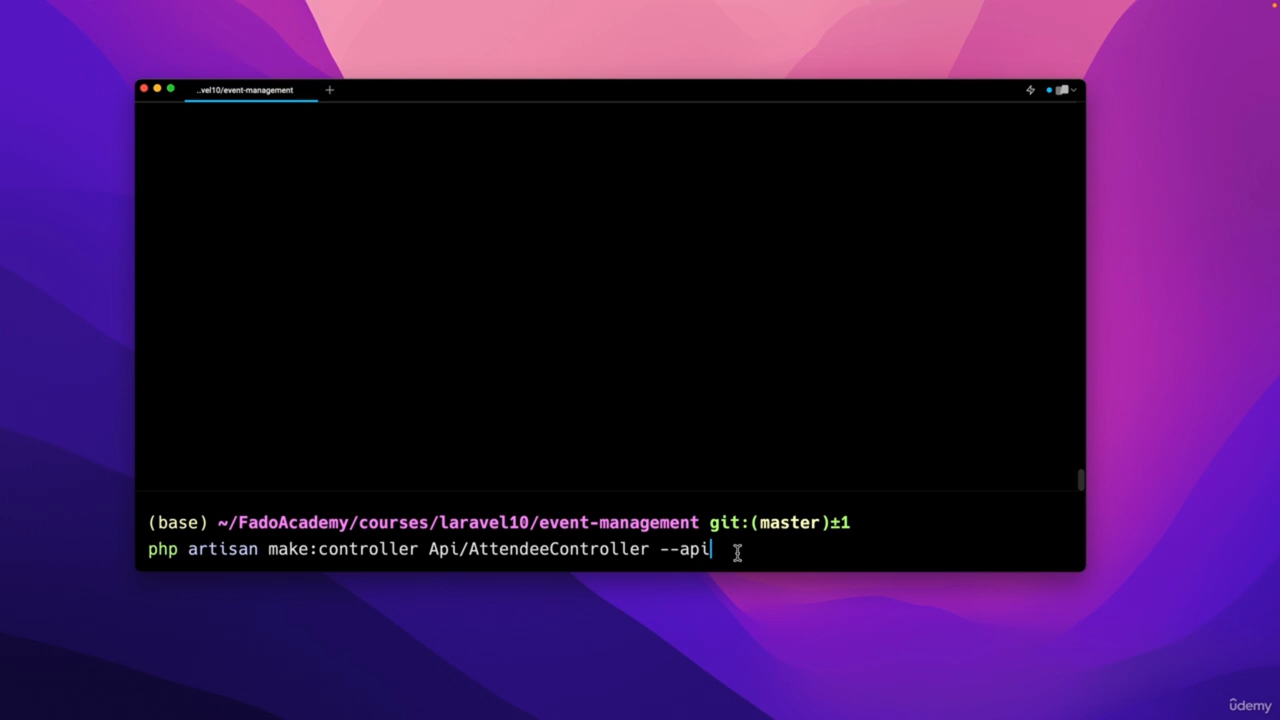 ..vel10/event-management
(base) ~/FadoAcademy/courses/laravel10/event-management git:(master)±1
php artisan make:controller Api/AttendeeController --api
ûdemy